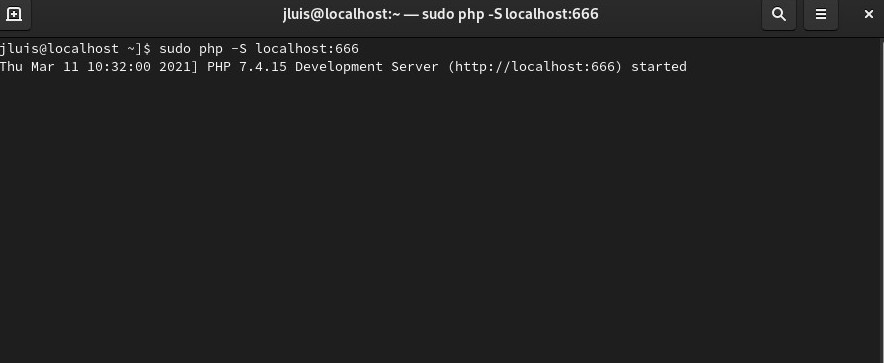 jluis@localhost:~ — sudo php -S localhost:666
jluis@localhost ~]$ sudo php -S localhost:666
Thu Mar 11 10:32:00 2021] PHP 7.4.15 Development Server (http://localhost:666) started